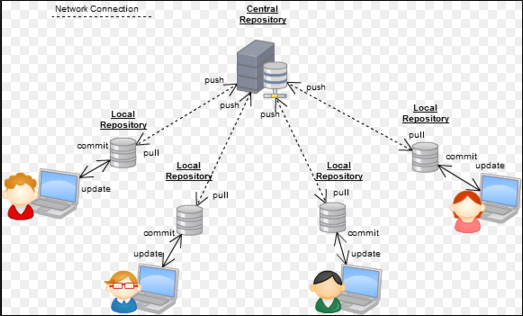 Network Connection
Central
Repository
push
push
push
push
Local
Repository
commit
pull
update
Local
Repository
pull
commit
update
Local
Repository
pull
commit
update
Local
Repository
pull
commit
update